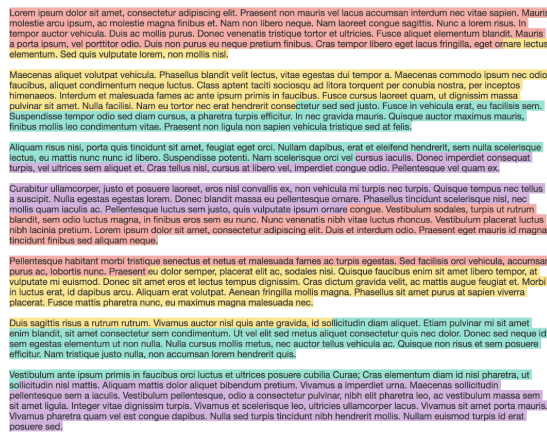 Lorem ipsum dolor sit amet, consectetur adipiscing elit. Praesent non mauris vel lacus accumsan interdum nec vitae sapien. Mauris
molestie arcu ipsum, ac molestie magna finibus et. Nam non libero neque. Nam laoreet congue sagittis. Nunc a lorem risus. In
tempor auctor vehicula. Duis ac mollis purus. Donec venenatis tristique tortor et ultricies. Fusce aliquet elementum blandit. Mauris
a porta ipsum, vel porttitor odio. Duis non purus eu neque pretium finibus. Cras tempor libero eget lacus fringilla, eget ornare lectus
elementum. Sed quis vulputate lorem, non mollis nisl.
Maecenas aliquet volutpat vehicula. Phasellus blandit velit lectus, vitae egestas dui tempor a. Maecenas commodo ipsum nec odio
faucibus, aliquet condimentum neque luctus. Class aptent taciti sociosqu ad litora torquent per conubia nostra, per inceptos
himenaeos. Interdum et malesuada fames ac ante ipsum primis in faucibus. Fusce cursus laoreet quam, ut dignissim massa
pulvinar sit amet. Nulla facilisi. Nam eu tortor nec erat hendrerit consectetur sed sed justo. Fusce in vehicula erat, eu facilisis sem.
Suspendisse tempor odio sed diam cursus, a pharetra turpis efficitur. In nec gravida mauris. Quisque auctor maximus mauris,
finibus mollis leo condimentum vitae. Praesent non ligula non sapien vehicula tristique sed at felis.
Aliquam risus nisi, porta quis tincidunt sit amet, feugiat eget orci. Nullam dapibus, erat et eleifend hendrerit, sem nulla scelerisque
lectus, eu mattis nunc nunc id libero. Suspendisse potenti. Nam scelerisque orci vel cursus iaculis. Donec imperdiet consequat
turpis, vel ultrices sem aliquet et. Cras tellus nisl, cursus at libero vel, imperdiet congue odio. Pellentesque vel quam ex.
Curabitur ullamcorper, justo et posuere laoreet, eros nisl convallis ex, non vehicula mi turpis nec turpis. Quisque tempus nec tellus
a suscipit. Nulla egestas egestas lorem. Donec blandit massa eu pellentesque ornare. Phasellus tincidunt scelerisque nisl, nec
mollis quam iaculis ac. Pellentesque luctus sem justo, quis vulputate ipsum ornare congue. Vestibulum sodales, turpis ut rutrum
blandit, sem odio luctus magna, in finibus eros sem eu nunc. Nunc venenatis nibh vitae luctus rhoncus. Vestibulum placerat luctus
nibh lacinia pretium. Lorem ipsum dolor sit amet, consectetur adipiscing elit. Duis et interdum odio. Praesent eget mauris id magna
tincidunt finibus sed aliquam neque.
Pellentesque habitant morbi tristique senectus et netus et malesuada fames ac turpis egestas. Sed facilisis orci vehicula, accumsan
purus ac, lobortis nunc. Praesent eu dolor semper, placerat elit ac, sodales nisi. Quisque faucibus enim sit amet libero tempor, at
vulputate mi euismod. Donec sit amet eros et lectus tempus dignissim. Cras dictum gravida velit, ac mattis augue feugiat et. Morbi
in luctus erat, id dapibus arcu. Aliquam erat volutpat. Aenean fringilla mollis magna. Phasellus sit amet purus at sapien viverra
placerat. Fusce mattis pharetra nunc, eu maximus magna malesuada nec.
Duis sagittis risus a rutrum rutrum. Vivamus auctor nisl quis ante gravida, id sollicitudin diam aliquet. Etiam pulvinar mi sit amet
enim blandit, sit amet consectetur sem condimentum. Ut vel elit sed metus aliquet consectetur quis nec dolor. Donec sed neque id
sem egestas elementum ut non nulla. Nulla cursus mollis metus, nec auctor tellus vehicula ac. Quisque non risus et sem posuere
efficitur. Nam tristique justo nulla, non accumsan lorem hendrerit quis.
Vestibulum ante ipsum primis in faucibus orci luctus et ultrices posuere cubilia Curae; Cras elementum diam id nisl pharetra, ut
sollicitudin nisl mattis. Aliquam mattis dolor aliquet bibendum pretium. Vivamus a imperdiet urna. Maecenas sollicitudin
pellentesque sem a iaculis. Vestibulum pellentesque, odio a consectetur pulvinar, nibh elit pharetra leo, ac vestibulum massa sem
sit amet ligula. Integer vitae dignissim turpis. Vivamus et scelerisque leo, ultricies ullamcorper lacus. Vivamus sit amet porta mauris.
Vivamus pharetra quam vel est congue dapibus. Nulla sed turpis nibh mollis. Nullam euismod turpis id erat
posuere sed.